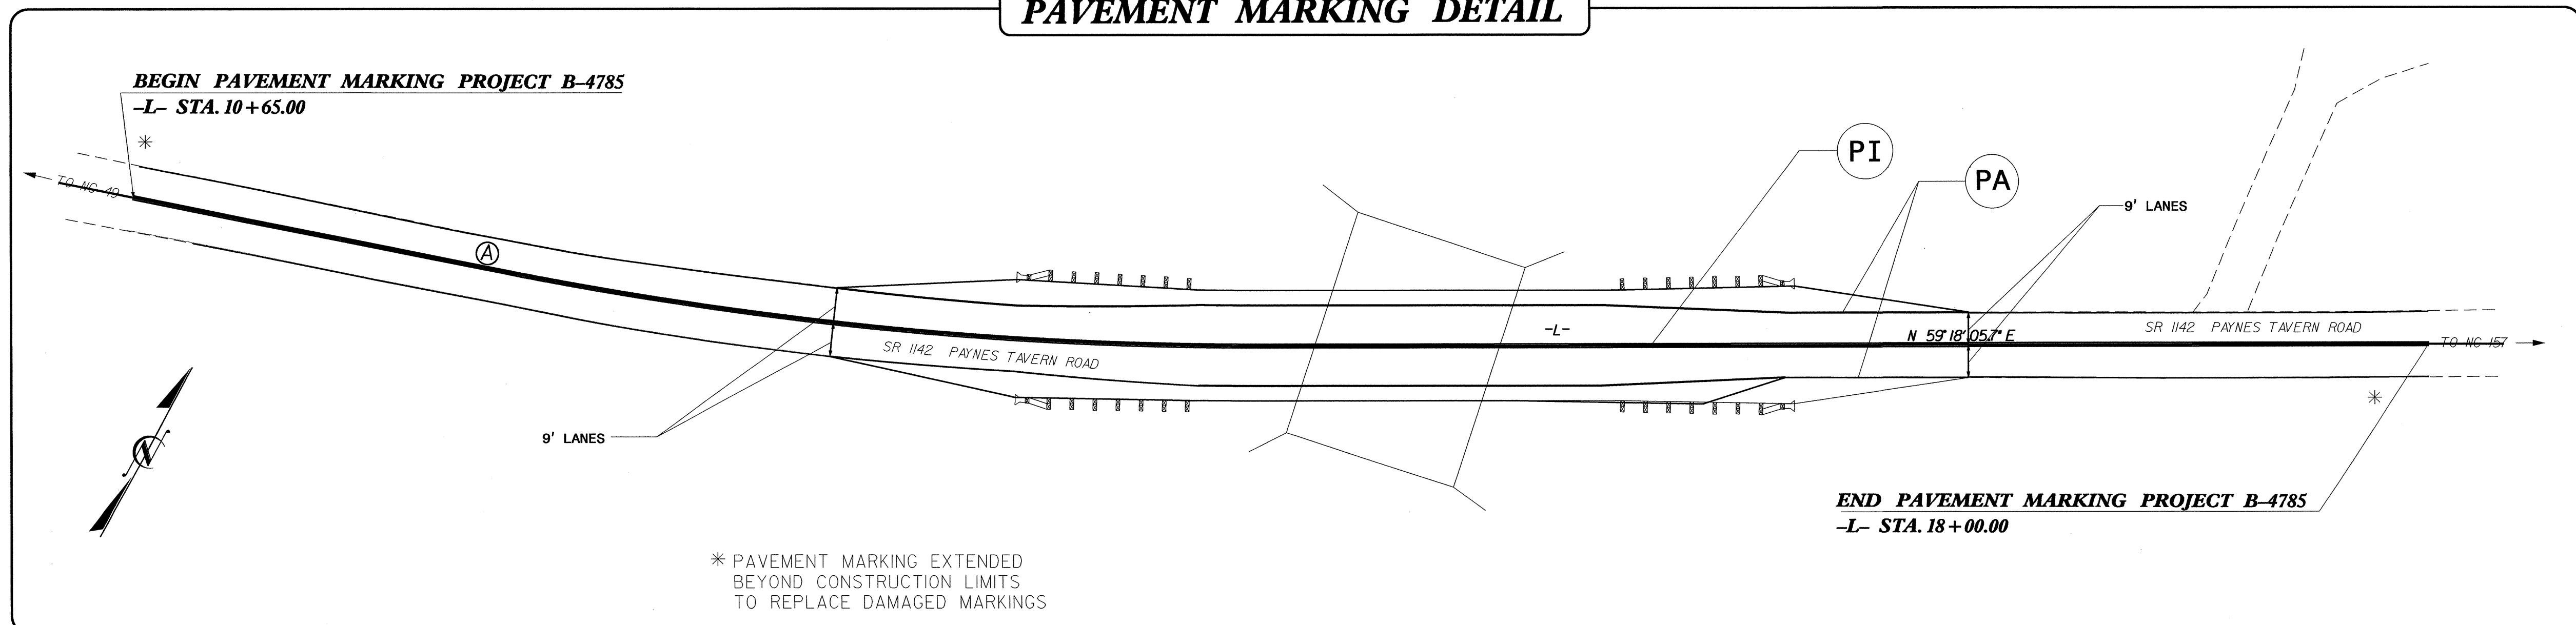 PAVEMENT MARKING DETAIL
BEGIN PAVEMENT MARKING PROJECT B-4785
-L- STA. 10+65.00
*
TO NC 49
A
PI
PA
9' LANES
-L-
N 59° 18' 05.7" E
SR 1142 PAYNES TAVERN ROAD
TO NC 157
SR 1142 PAYNES TAVERN ROAD
*
9' LANES
N
END PAVEMENT MARKING PROJECT B-4785
-L- STA. 18+00.00
* PAVEMENT MARKING EXTENDED
BEYOND CONSTRUCTION LIMITS
TO REPLACE DAMAGED MARKINGS